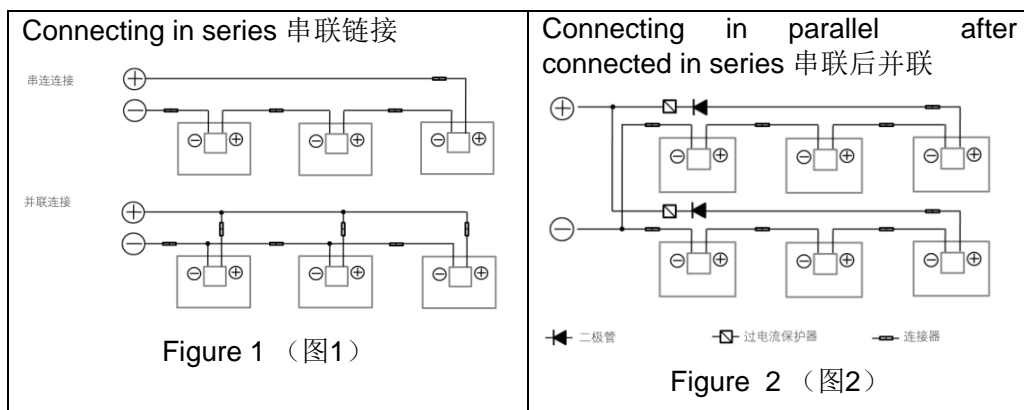 Connecting in series 串联链接
串连连接
并联连接
Figure 1 （图1）
Connecting in parallel after
connected in series 串联后并联
二极管
过电流保护器
连接器
Figure 2 （图2）